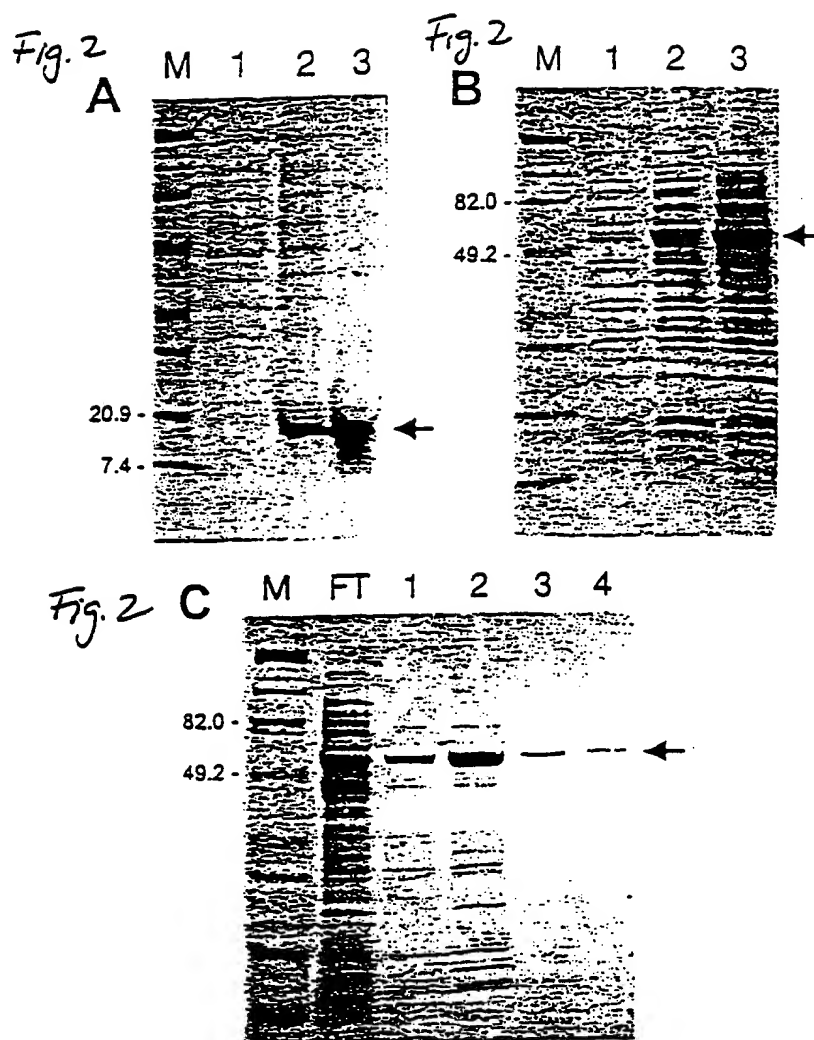 Fig. 2
A
M 1 2 3
20.9 -
7.4 -
Fig. 2
B
M 1 2 3
82.0 -
49.2 -
Fig. 2 C
M FT 1 2 3 4
82.0 -
49.2 -